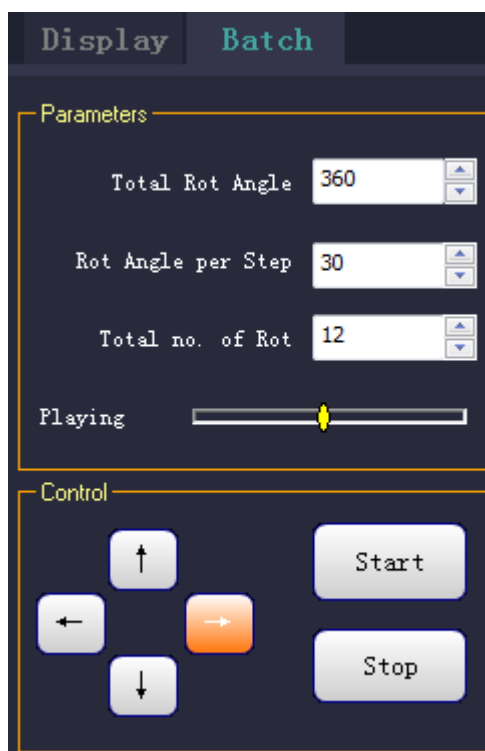 Display Batch
Parameters
Total Rot Angle 360
Rot Angle per Step 30
Total no. of Rot 12
Playing
Control
↑
Start
← →
↓
Stop